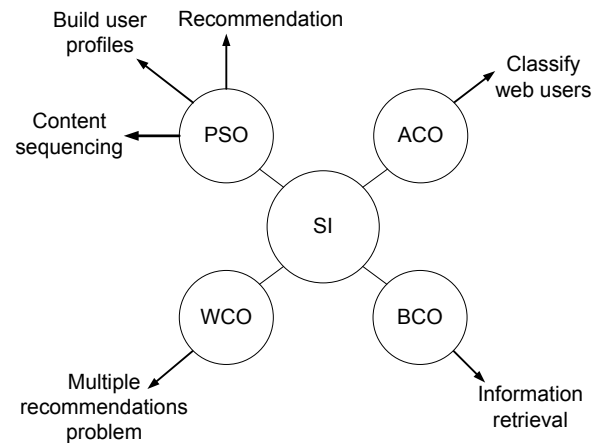 Build user
profiles
Recommendation
Classify
web users
Content
sequencing
PSO
ACO
SI
WCO
BCO
Multiple
recommendations
problem
Information
retrieval